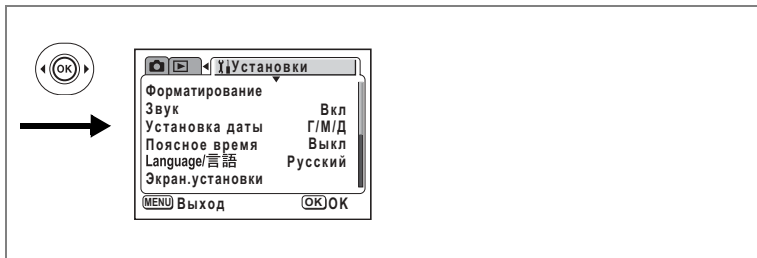 OK
Установки
Форматирование
Звук Вкл
Установка даты Г/М/Д
Поясное время Выкл
Language/言語 Русский
Экран.установки
MENU Выход OK OK